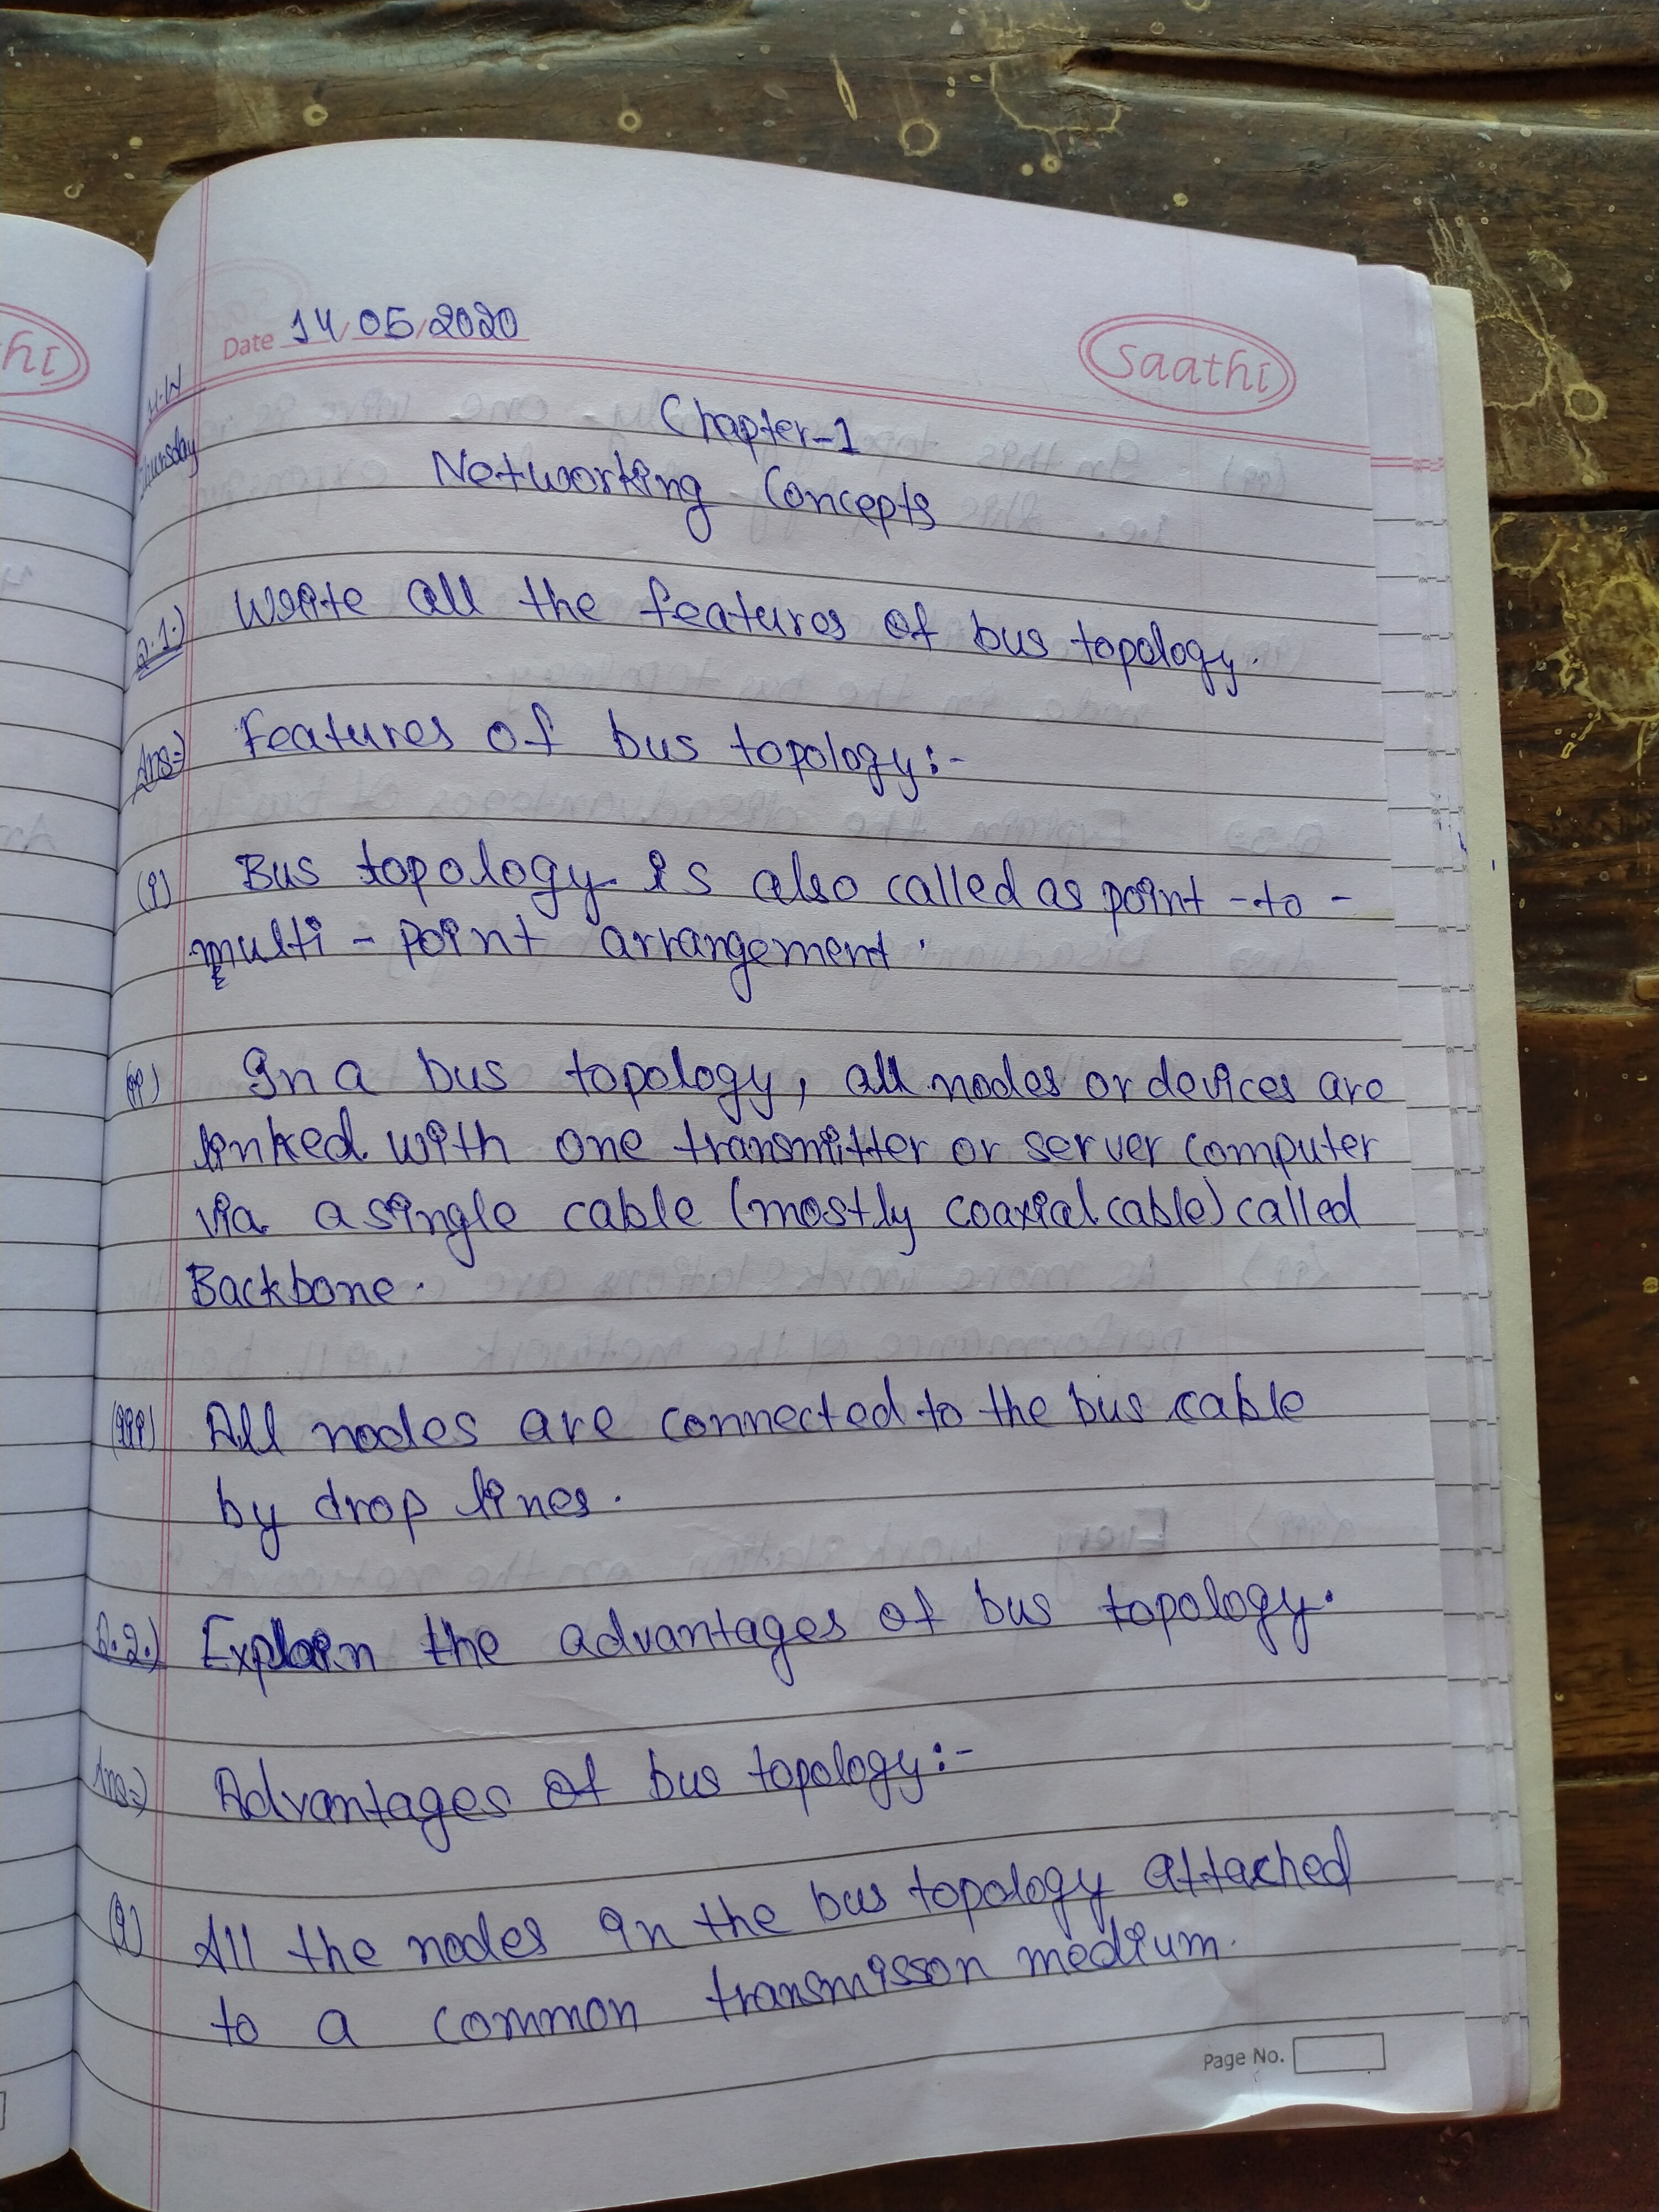 hi
Date 14/05/2020
saathi
H.W
Thursday
Chapter-1
Networking Concepts
Q.1.) Write all the features of bus topology.
Ans⇒ Features of bus topology:-
(i) Bus topology is also called as point-to-
multi-point arrangement.
(ii) In a bus topology, all nodes or devices are
linked with one transmitter or server computer
via a single cable (mostly coaxial cable) called
Backbone.
(iii) All nodes are connected to the bus cable
by drop lines.
Q.2.) Explain the advantages of bus topology.
Ans⇒ Advantages of bus topology:-
(i) All the nodes in the bus topology attached
to a common transmisson medium.
Page No.